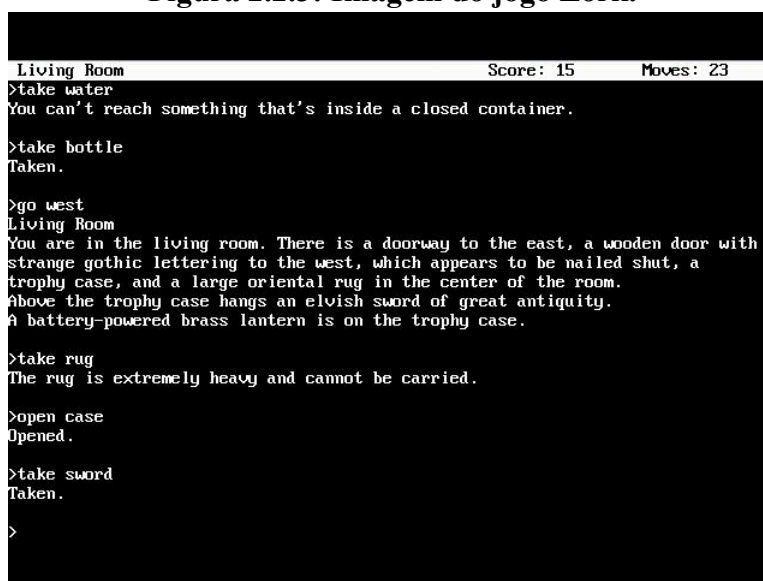 Figura Imagem do jogo Zork.
Living Room Score: 15 Moves: 23
>take water
You can't reach something that's inside a closed container.
>take bottle
Taken.
>go west
Living Room
You are in the living room. There is a doorway to the east, a wooden door with
strange gothic lettering to the west, which appears to be nailed shut, a
trophy case, and a large oriental rug in the center of the room.
Above the trophy case hangs an elvish sword of great antiquity.
A battery-powered brass lantern is on the trophy case.
>take rug
The rug is extremely heavy and cannot be carried.
>open case
Opened.
>take sword
Taken.
>